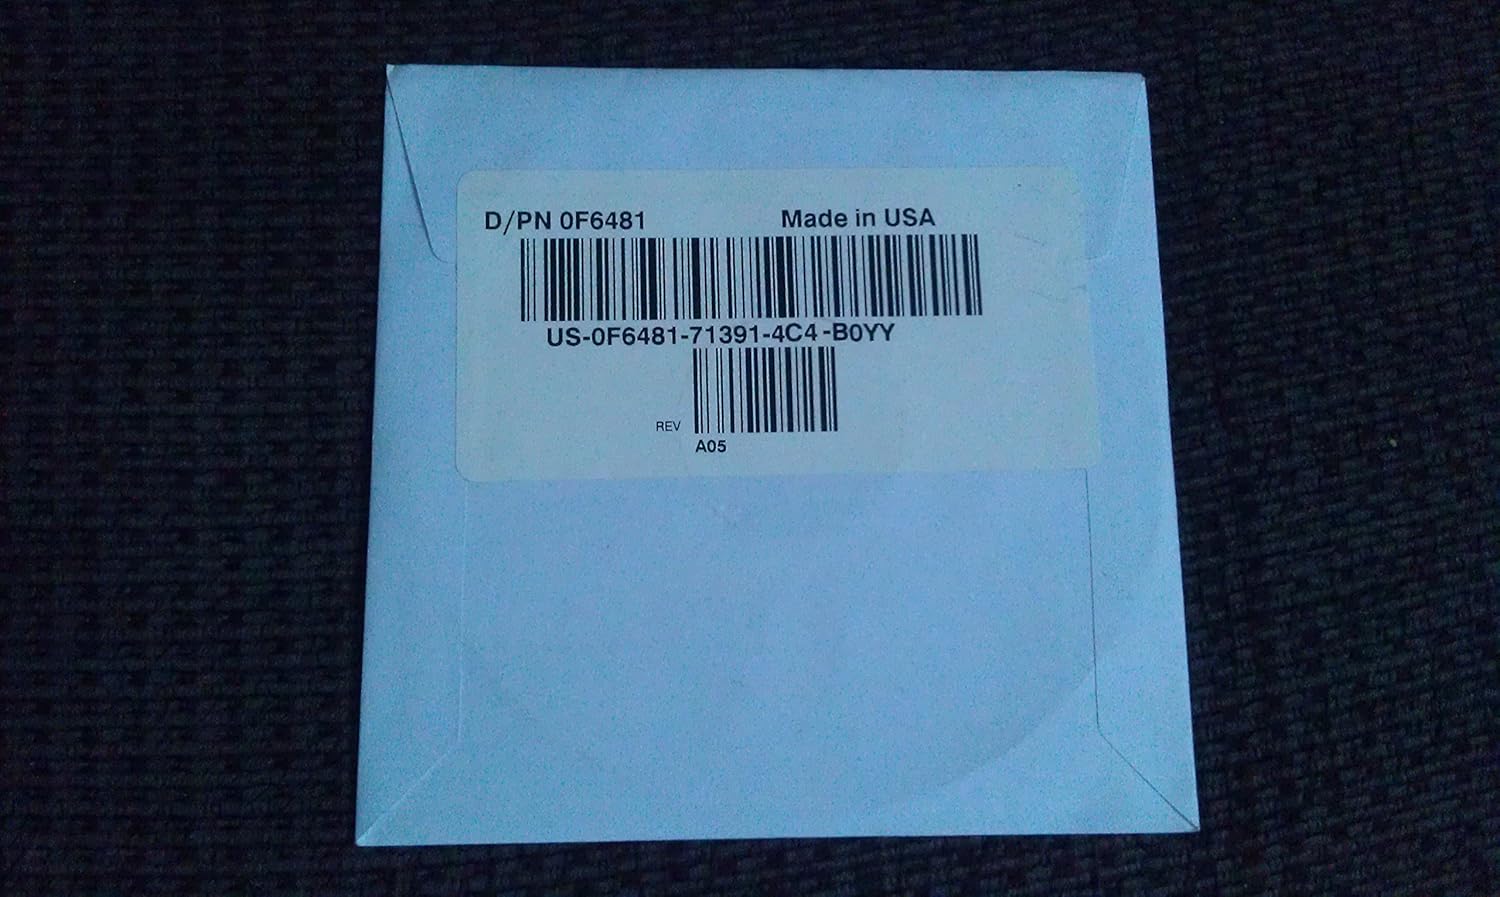 D/PN 0F6481 Made in USA
US-0F6481-71391-4C4-B0YY
REV
A05